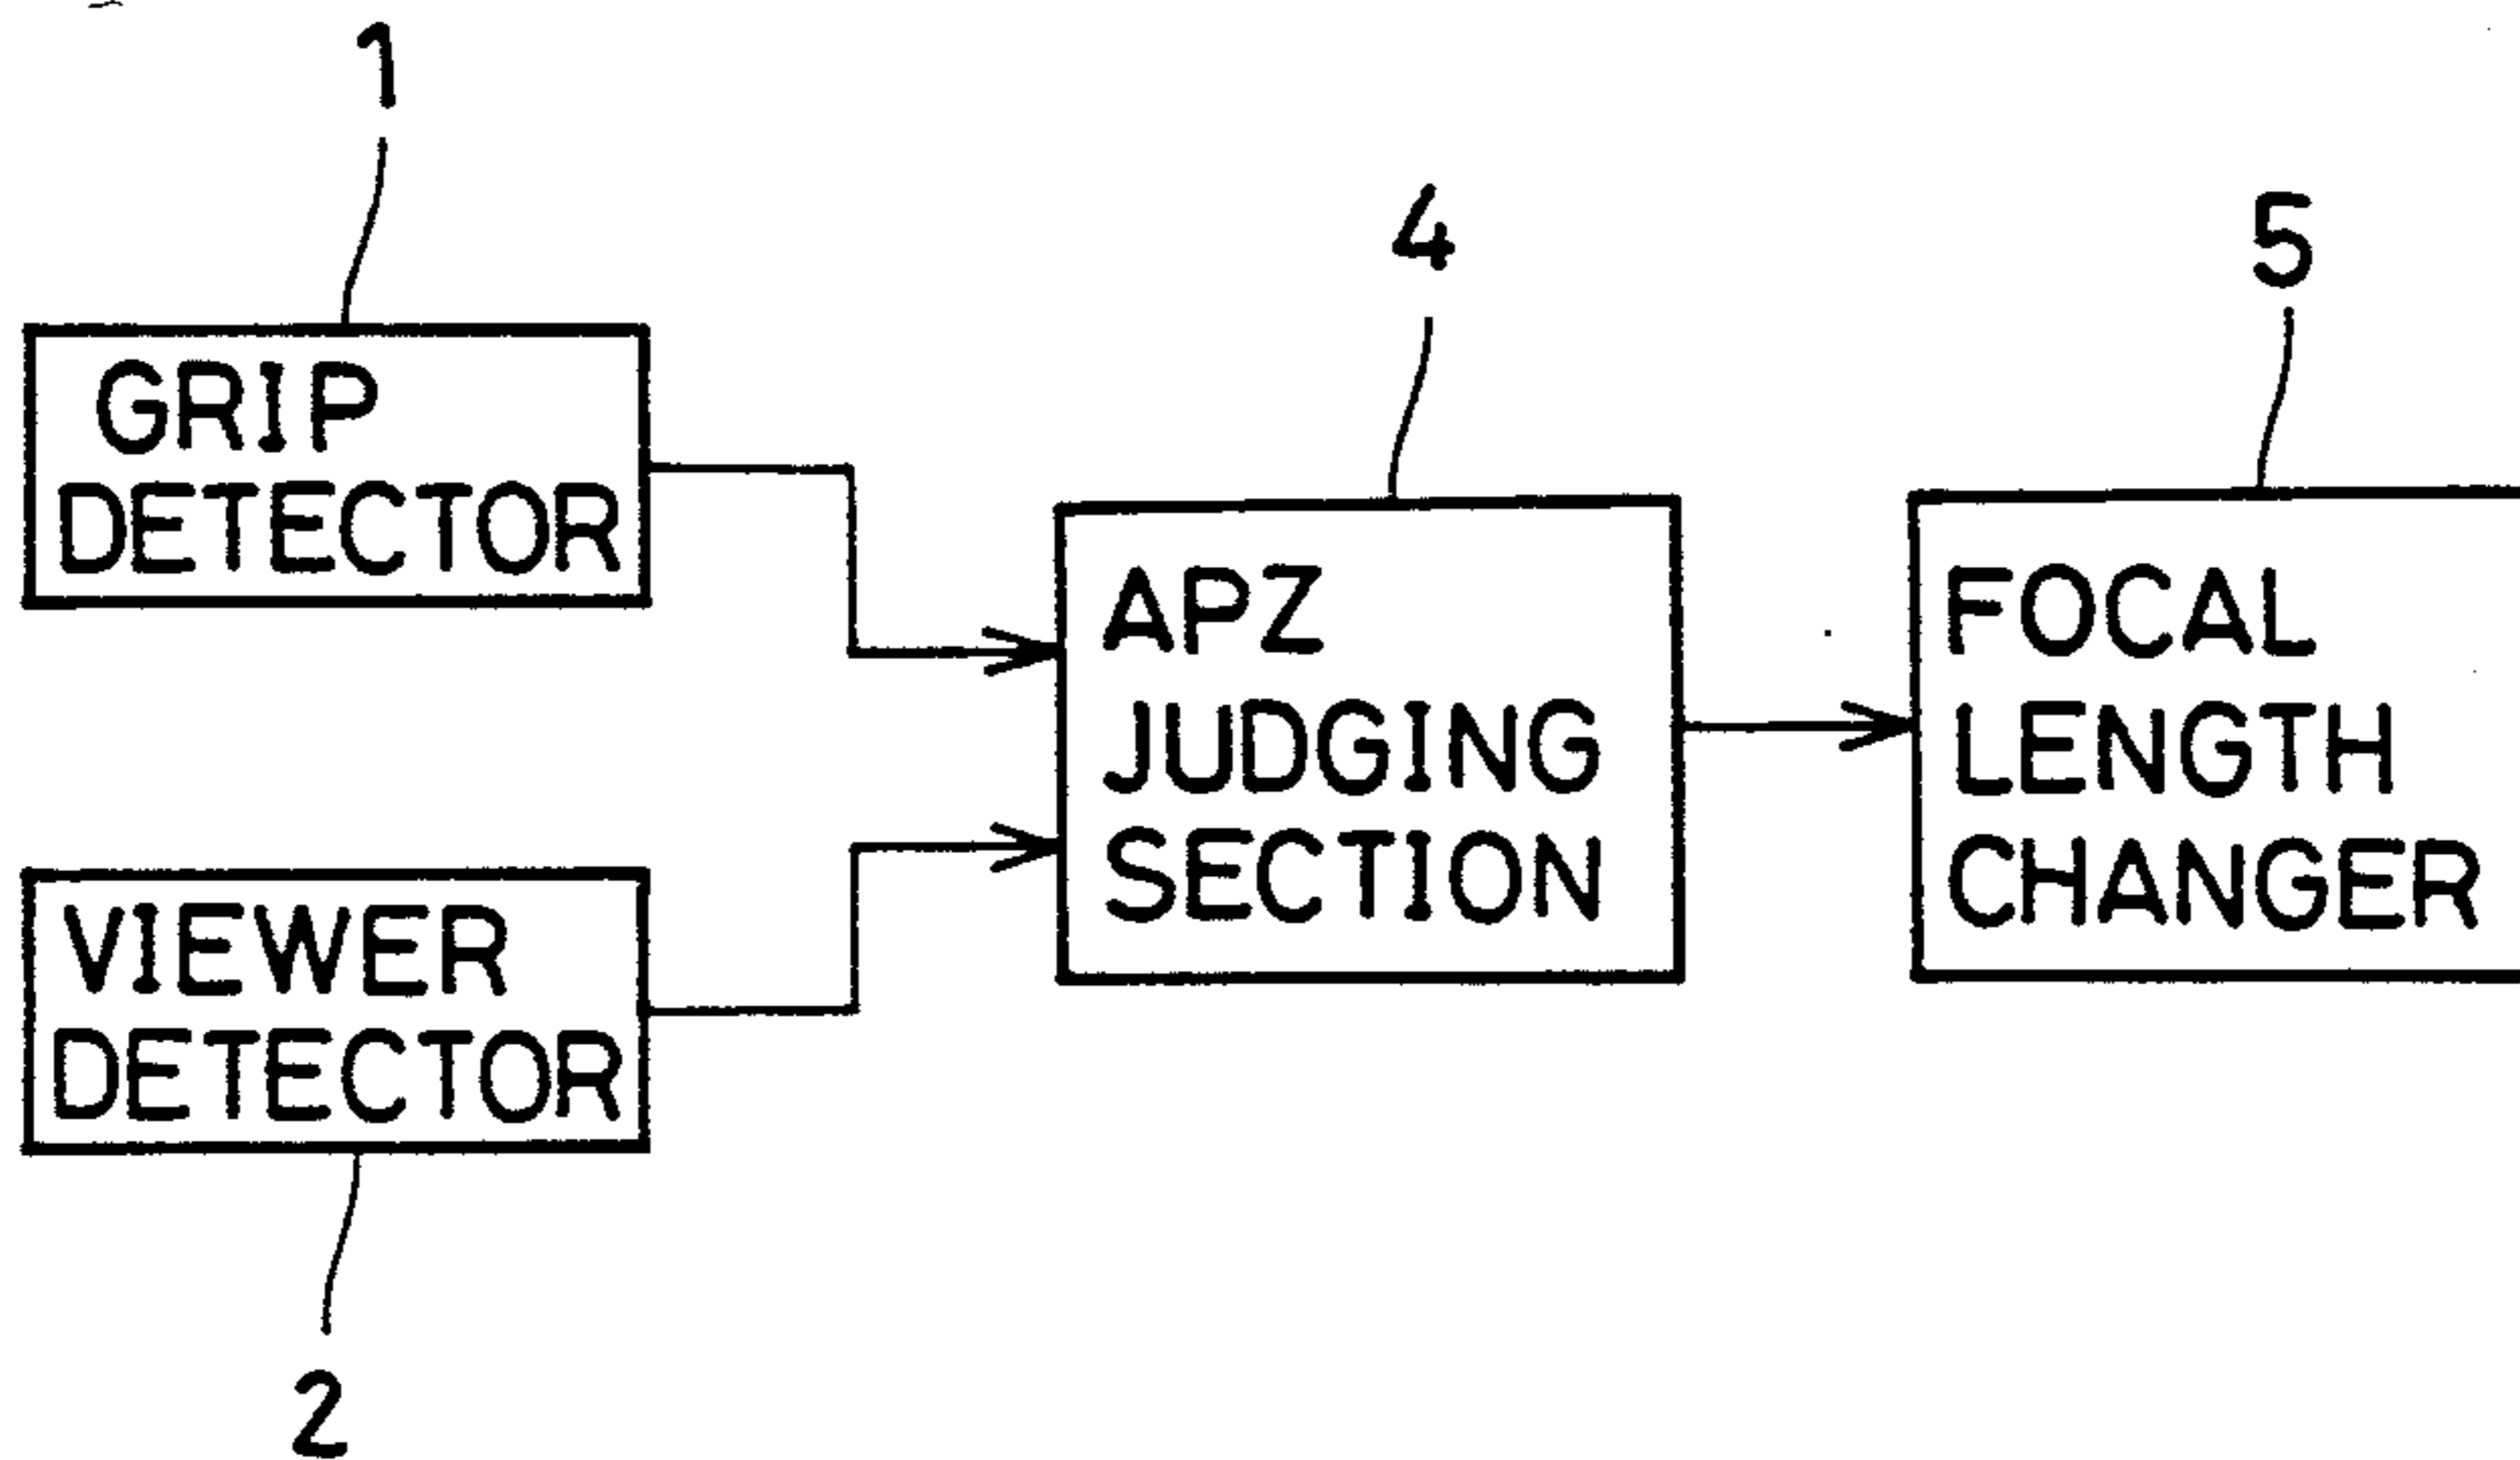 1
GRIP
DETECTOR
4
APZ
JUDGING
SECTION
5
FOCAL
LENGTH
CHANGER
VIEWER
DETECTOR
2